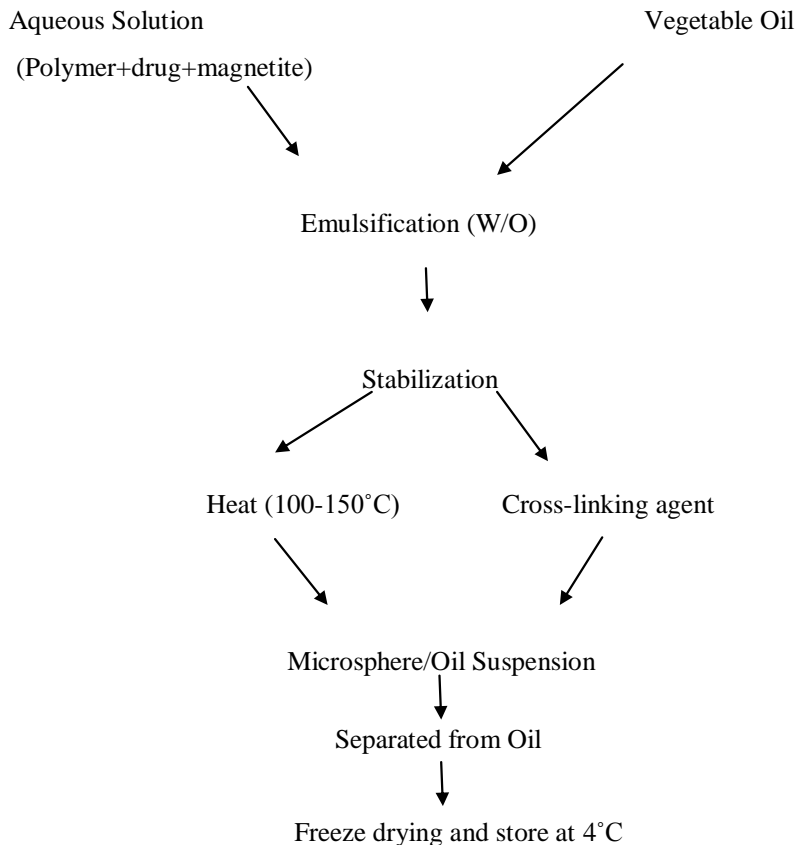 Aqueous Solution
Vegetable Oil
(Polymer+drug+magnetite)
Emulsification (W/O)
Stabilization
Heat (100-150˚C)
Cross-linking agent
Microsphere/Oil Suspension
Separated from Oil
Freeze drying and store at 4˚C